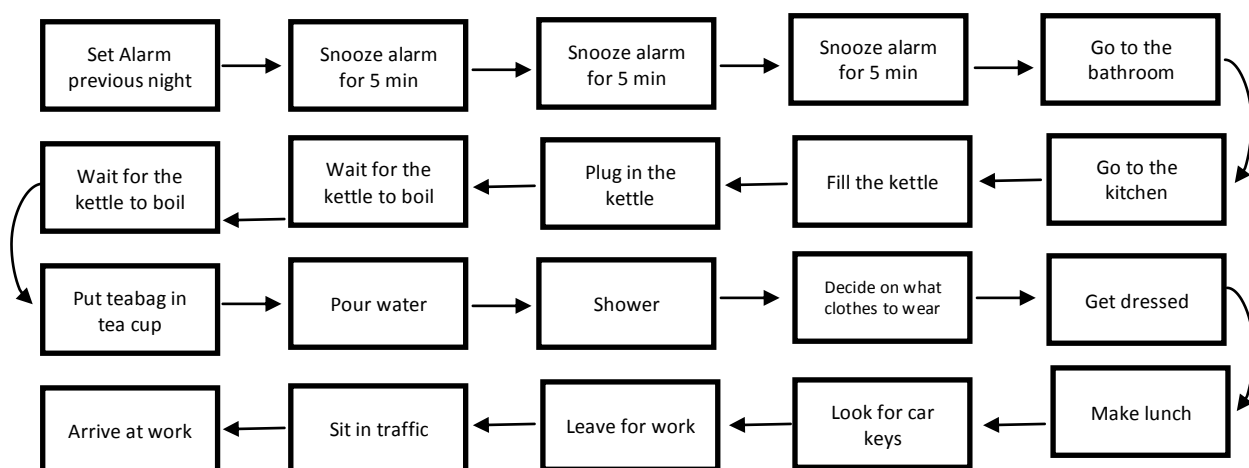 Set Alarm
previous night
Snooze alarm
for 5 min
Snooze alarm
for 5 min
Snooze alarm
for 5 min
Go to the
bathroom
Go to the
kitchen
Fill the kettle
Plug in the
kettle
Wait for the
kettle to boil
Wait for the
kettle to boil
Put teabag in
tea cup
Pour water
Shower
Decide on what
clothes to wear
Get dressed
Make lunch
Look for car
keys
Leave for work
Sit in traffic
Arrive at work